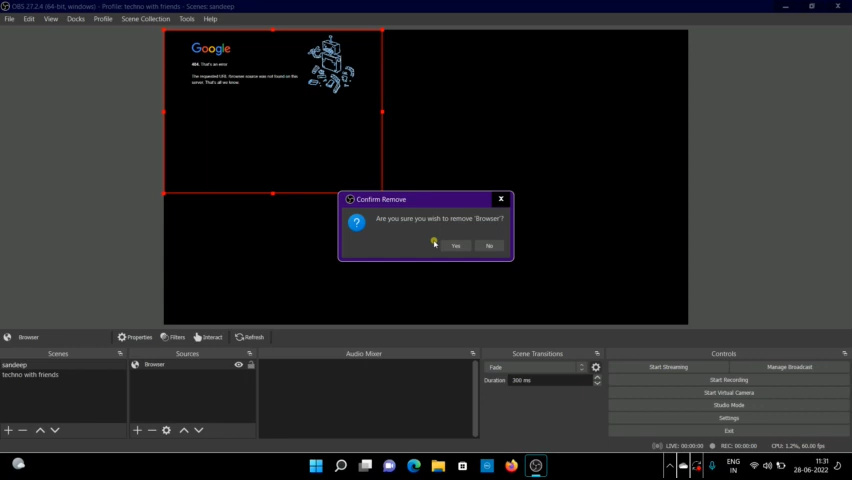 OBS 27.2.4 (64-bit, windows) - Profile: techno with friends - Scenes: sandeep
File Edit View Docks Profile Scene Collection Tools Help
Google
404. That's an error.
The requested URL /browser-source was not found on this
server. That's all we know.
Confirm Remove X
Are you sure you wish to remove 'Browser'?
Yes No
Browser Properties Filters Interact Refresh
Scenes Sources Audio Mixer Scene Transitions Controls
sandeep
techno with friends
Browser
Fade
Duration 300 ms
Start Streaming Manage Broadcast
Start Recording
Start Virtual Camera
Studio Mode
Settings
Exit
LIVE: 00:00:00 REC: 00:00:00 CPU: 1.2%, 60.00 fps
ENG
IN
11:31
28-06-2022